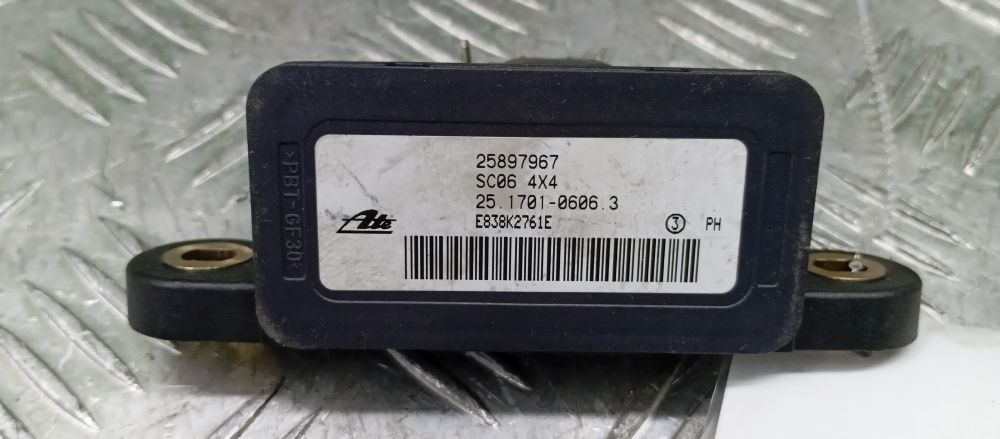 25897967
SC06 4X4
25.1701-0606.3
Ate
E838K2761E
3 PH
>PBT-GF30<